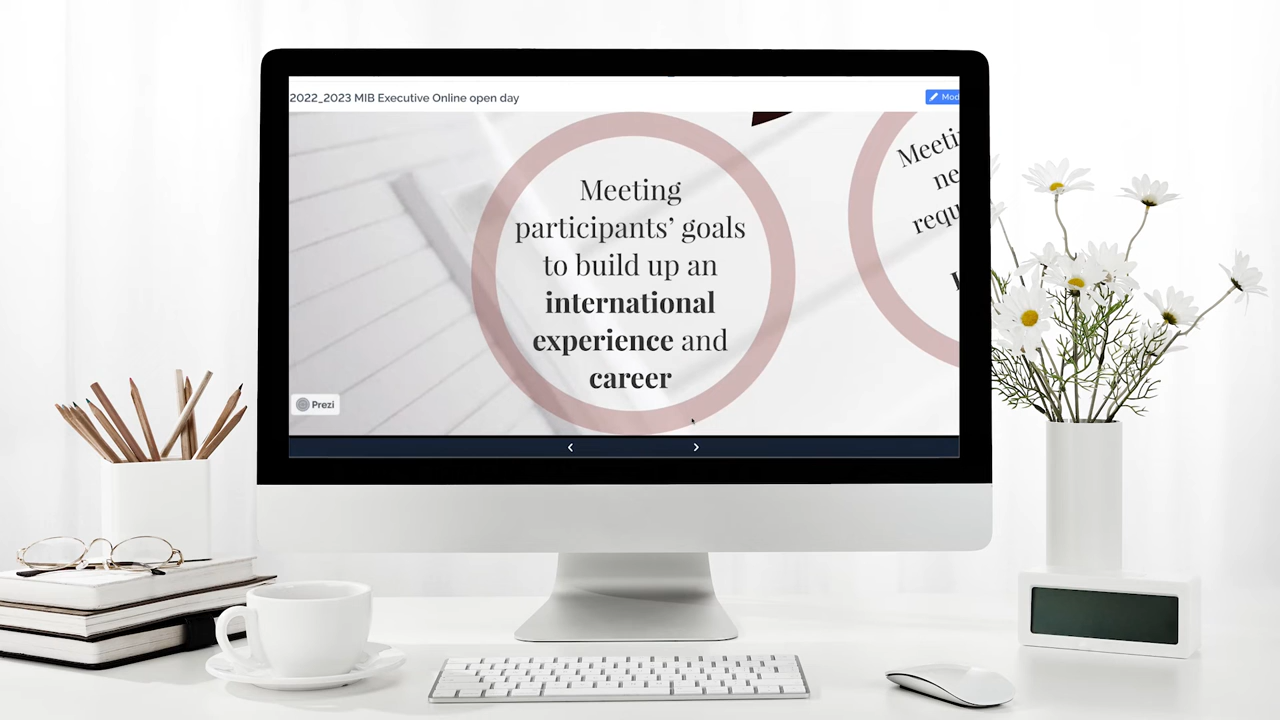 2022_2023 MIB Executive Online open day
Meeting
participants’ goals
to build up an
international
experience and
career
Prezi